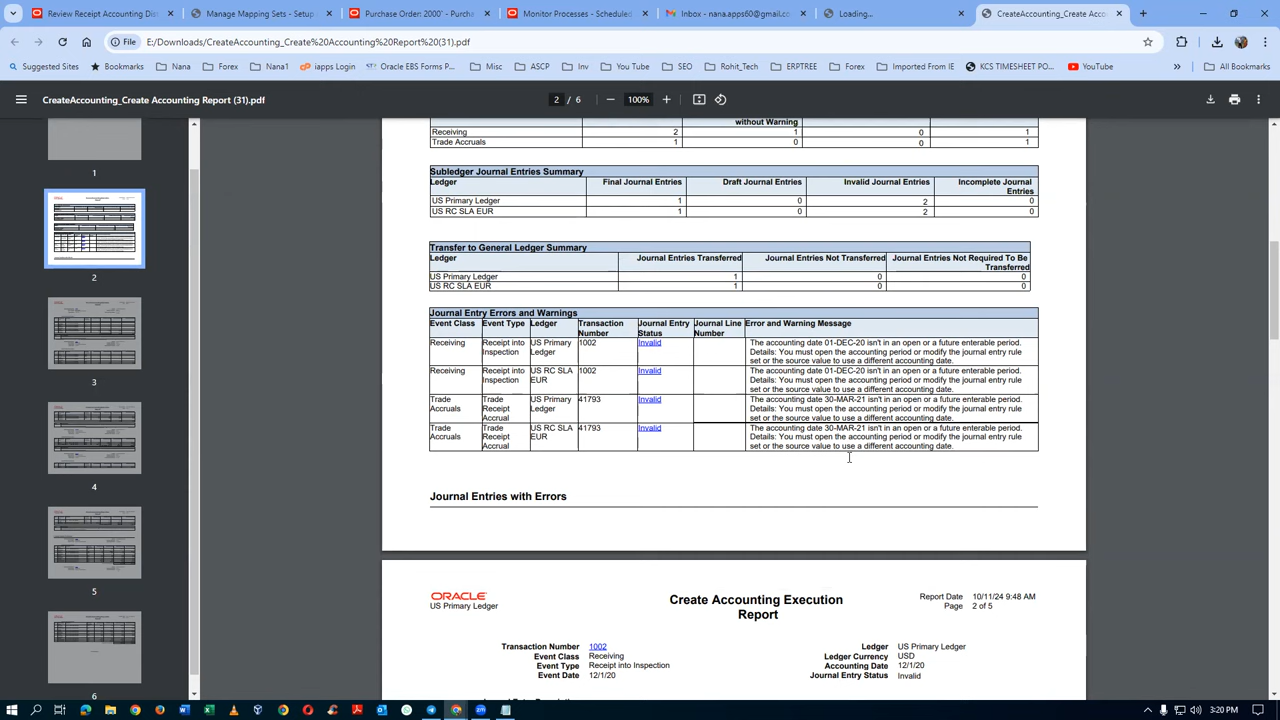 Review Receipt Accounting Dist
Manage Mapping Sets - Setup
Purchase Order: 2000" - Purch
Monitor Processes - Scheduled
Inbox - nana.apps60@gmail.co
Loading...
CreateAccounting_Create Acco
File
E:/Downloads/CreateAccounting_Create%20Accounting%20Report%20(31).pdf
Suggested Sites
Bookmarks
Nana
Forex
Nana1
iapps Login
Oracle EBS Forms P...
Misc
ASCP
Inv
You Tube
SEO
Rohit_Tech
ERPTREE
Forex
Imported From IE
KCS TIMESHEET PO...
YouTube
»
All Bookmarks
CreateAccounting_Create Accounting Report (31).pdf
2 / 6
100%
1
2
3
4
5
6
without Warning
Receiving 2 1 0 1
Trade Accruals 1 0 0 1
Subledger Journal Entries Summary
Ledger Final Journal Entries Draft Journal Entries Invalid Journal Entries Incomplete Journal
Entries
US Primary Ledger 1 0 2 0
US RC SLA EUR 1 0 2 0
Transfer to General Ledger Summary
Ledger Journal Entries Transferred Journal Entries Not Transferred Journal Entries Not Required To Be
Transferred
US Primary Ledger 1 0 0
US RC SLA EUR 1 0 0
Journal Entry Errors and Warnings
Event Class Event Type Ledger Transaction Journal Entry Journal Line Error and Warning Message
Number Status Number
Receiving Receipt into US Primary 1002 Invalid The accounting date 01-DEC-20 isn't in an open or a future enterable period.
Inspection Ledger Details: You must open the accounting period or modify the journal entry rule
set or the source value to use a different accounting date.
Receiving Receipt into US RC SLA 1002 Invalid The accounting date 01-DEC-20 isn't in an open or a future enterable period.
Inspection EUR Details: You must open the accounting period or modify the journal entry rule
set or the source value to use a different accounting date.
Trade Trade US Primary 41793 Invalid The accounting date 30-MAR-21 isn't in an open or a future enterable period.
Accruals Receipt Ledger Details: You must open the accounting period or modify the journal entry rule
Accrual set or the source value to use a different accounting date.
Trade Trade US RC SLA 41793 Invalid The accounting date 30-MAR-21 isn't in an open or a future enterable period.
Accruals Receipt EUR Details: You must open the accounting period or modify the journal entry rule
Accrual set or the source value to use a different accounting date.
Journal Entries with Errors
ORACLE
US Primary Ledger
Create Accounting Execution
Report
Report Date 10/11/24 9:48 AM
Page 2 of 5
Transaction Number 1002
Event Class Receiving
Event Type Receipt into Inspection
Event Date 12/1/20
Ledger US Primary Ledger
Ledger Currency USD
Accounting Date 12/1/20
Journal Entry Status Invalid
3:20 PM